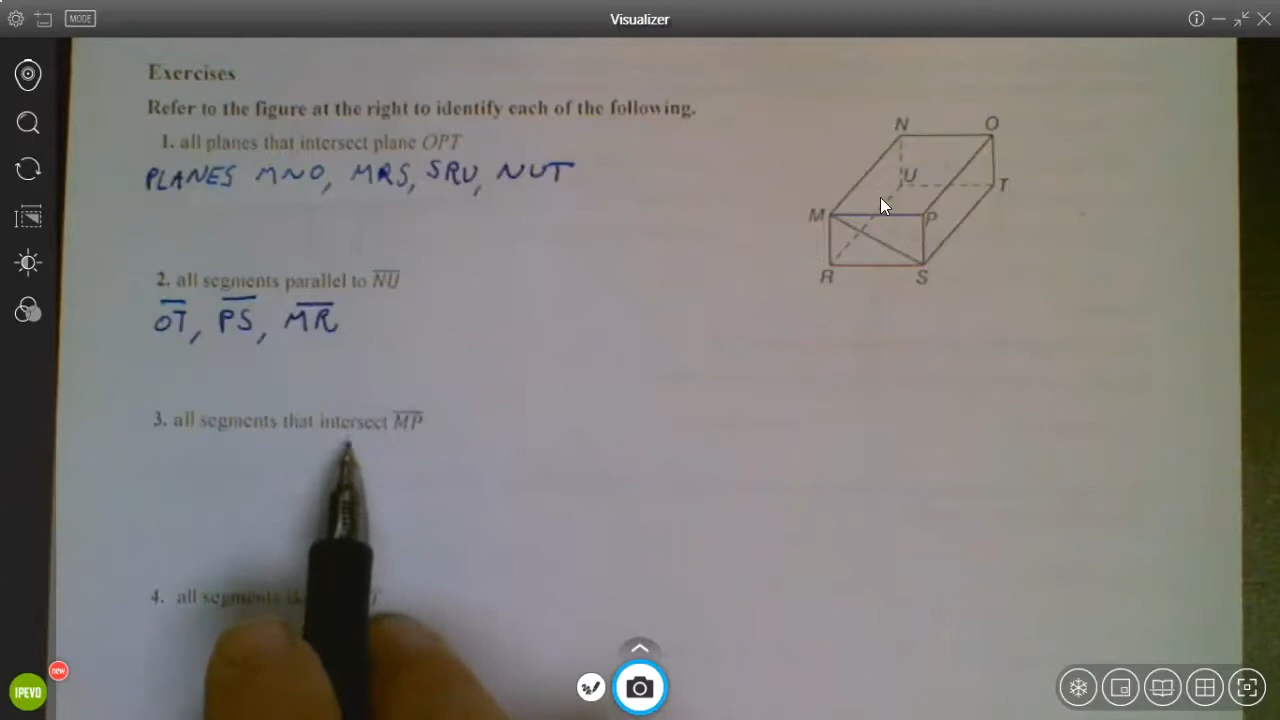 MODE
Visualizer
Exercises
Refer to the figure at the right to identify each of the following.
1. all planes that intersect plane OPT
PLANES MNO, MRS, SRU, NUT
2. all segments parallel to NU
OT, PS, MR
3. all segments that intersect MP
4. all segments
N O
U T
M P
R S
new
IPEVO